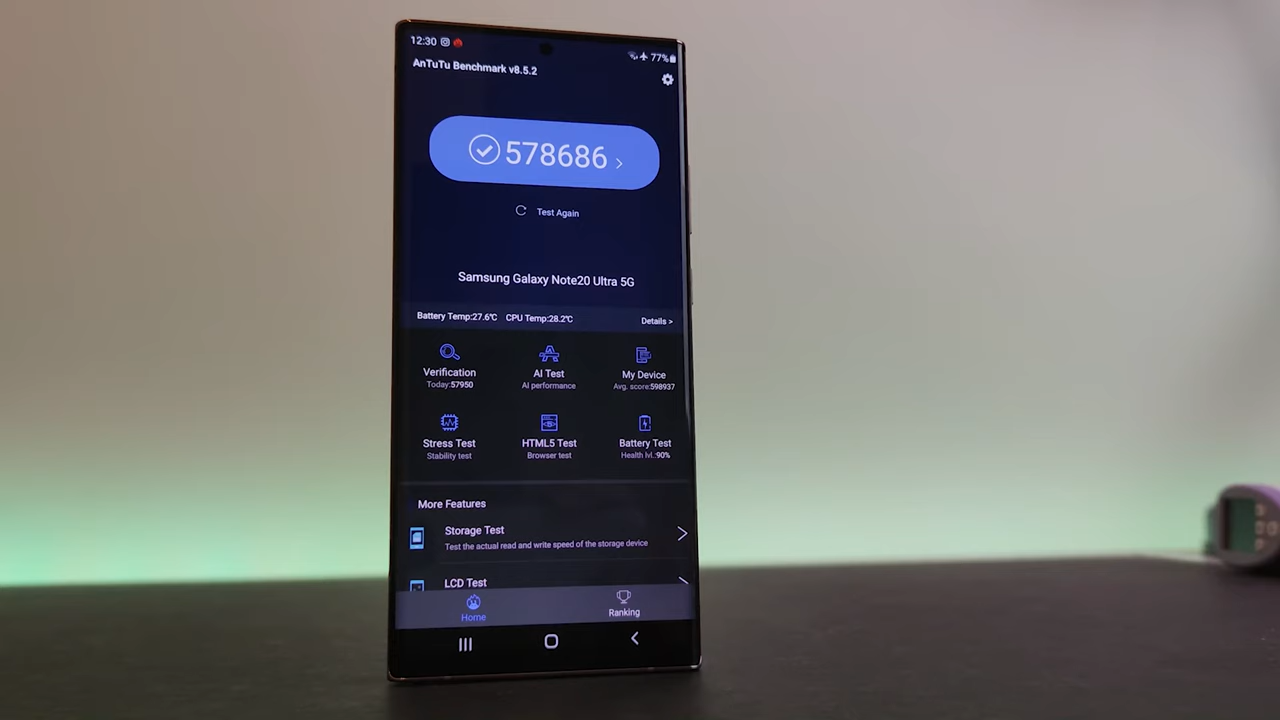 12:30
77%
AnTuTu Benchmark v8.5.2
578686 >
Test Again
Samsung Galaxy Note20 Ultra 5G
Battery Temp:27.6℃ CPU Temp:28.2℃ Details >
Verification AI Test My Device
Today:57950 AI performance Avg. score:598937
Stress Test HTML5 Test Battery Test
Stability test Browser test Health lvl.:90%
More Features
Storage Test
Test the actual read and write speed of the storage device
LCD Test
Home Ranking